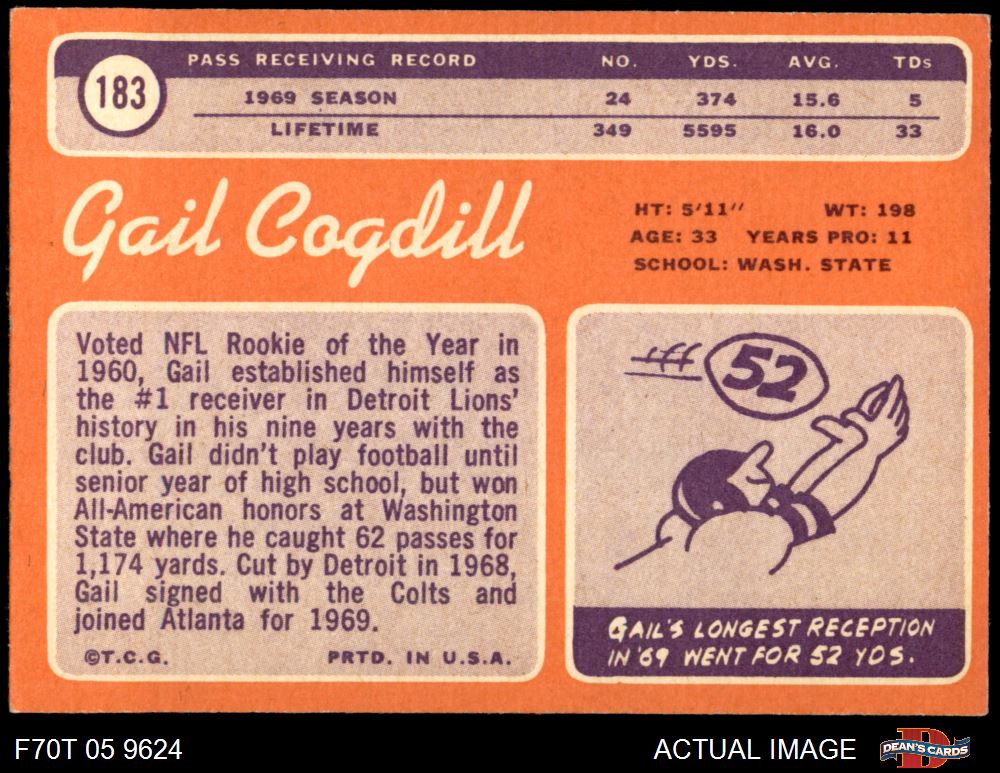 183
PASS RECEIVING RECORD NO. YDS. AVG. TDs
1969 SEASON 24 374 15.6 5
LIFETIME 349 5595 16.0 33
Gail Cogdill
HT: 5'11" WT: 198
AGE: 33 YEARS PRO: 11
SCHOOL: WASH. STATE
Voted NFL Rookie of the Year in
1960, Gail established himself as
the #1 receiver in Detroit Lions'
history in his nine years with the
club. Gail didn't play football until
senior year of high school, but won
All-American honors at Washington
State where he caught 62 passes for
1,174 yards. Cut by Detroit in 1968,
Gail signed with the Colts and
joined Atlanta for 1969.
©T.C.G. PRTD. IN U.S.A.
52
GAIL'S LONGEST RECEPTION
IN '69 WENT FOR 52 YDS.
F70T 05 9624
ACTUAL IMAGE
D
DEAN'S CARDS